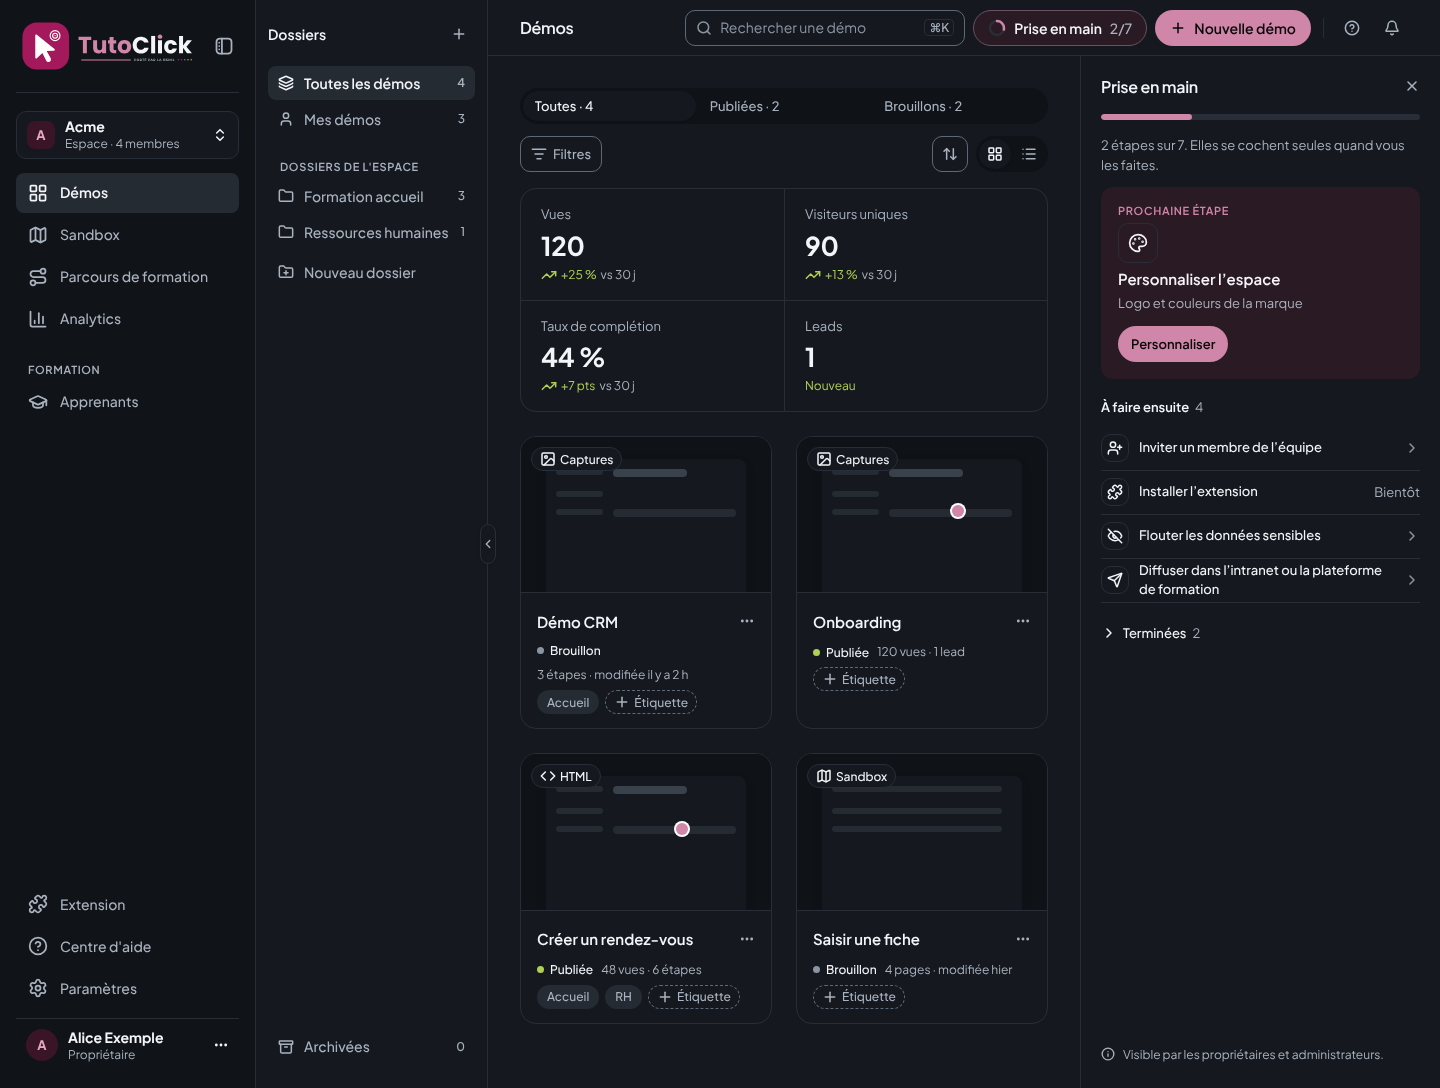 TutoClick
Acme
Espace · 4 membres
Démos
Sandbox
Parcours de formation
Analytics
FORMATION
Apprenants
Extension
Centre d'aide
Paramètres
Alice Exemple
Propriétaire
Dossiers
Toutes les démos 4
Mes démos 3
DOSSIERS DE L'ESPACE
Formation accueil 3
Ressources humaines 1
Nouveau dossier
Archivées 0
Démos
Rechercher une démo ⌘K
Prise en main 2/7
Nouvelle démo
Toutes · 4
Publiées · 2
Brouillons · 2
Filtres
Vues
120
+25 % vs 30 j
Visiteurs uniques
90
+13 % vs 30 j
Taux de complétion
44 %
+7 pts vs 30 j
Leads
1
Nouveau
Captures
Démo CRM
Brouillon
3 étapes · modifiée il y a 2 h
Accueil
Étiquette
Captures
Onboarding
Publiée 120 vues · 1 lead
Étiquette
HTML
Créer un rendez-vous
Publiée 48 vues · 6 étapes
Accueil
RH
Étiquette
Sandbox
Saisir une fiche
Brouillon 4 pages · modifiée hier
Étiquette
Prise en main
2 étapes sur 7. Elles se cochent seules quand vous
les faites.
PROCHAINE ÉTAPE
Personnaliser l'espace
Logo et couleurs de la marque
Personnaliser
À faire ensuite 4
Inviter un membre de l'équipe
Installer l'extension Bientôt
Flouter les données sensibles
Diffuser dans l'intranet ou la plateforme
de formation
Terminées 2
Visible par les propriétaires et administrateurs.